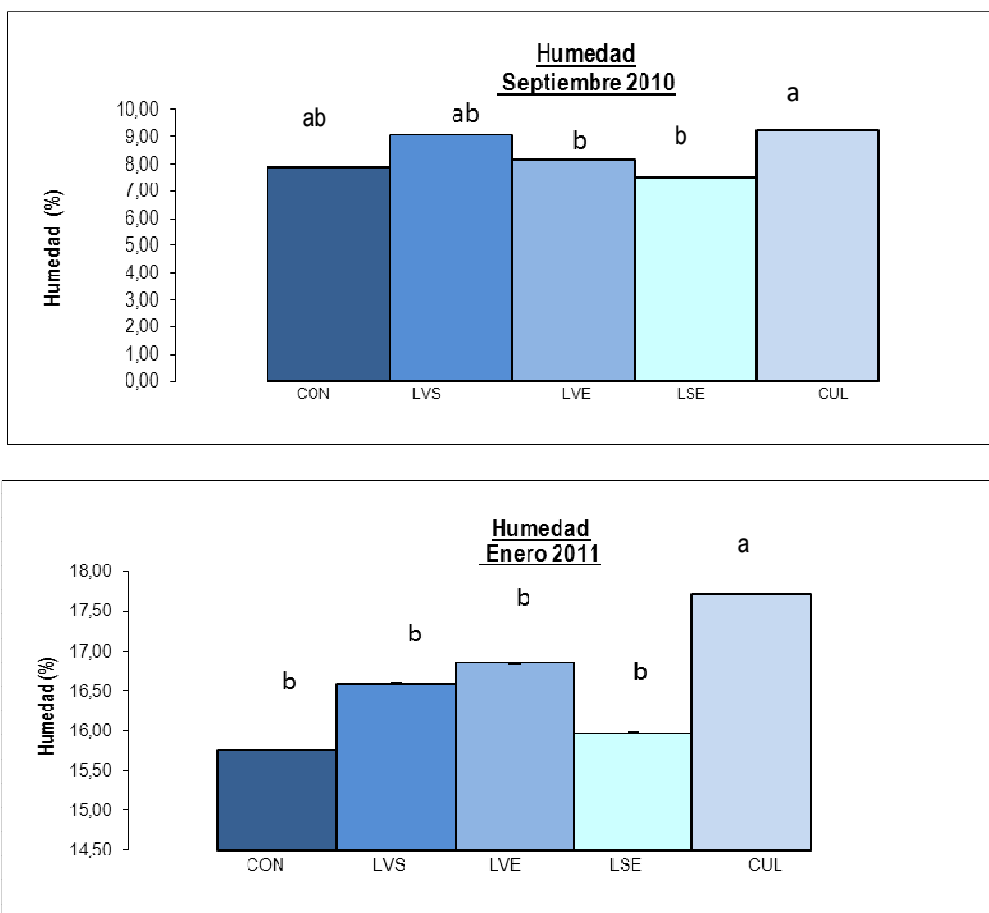 Humedad
Septiembre 2010
ab
ab
b
b
a
Humedad (%)
10,00
9,00
8,00
7,00
6,00
5,00
4,00
3,00
2,00
1,00
0,00
CON
LVS
LVE
LSE
CUL
Humedad
Enero 2011
b
b
b
b
a
Humedad (%)
18,00
17,50
17,00
16,50
16,00
15,50
15,00
14,50
CON
LVS
LVE
LSE
CUL